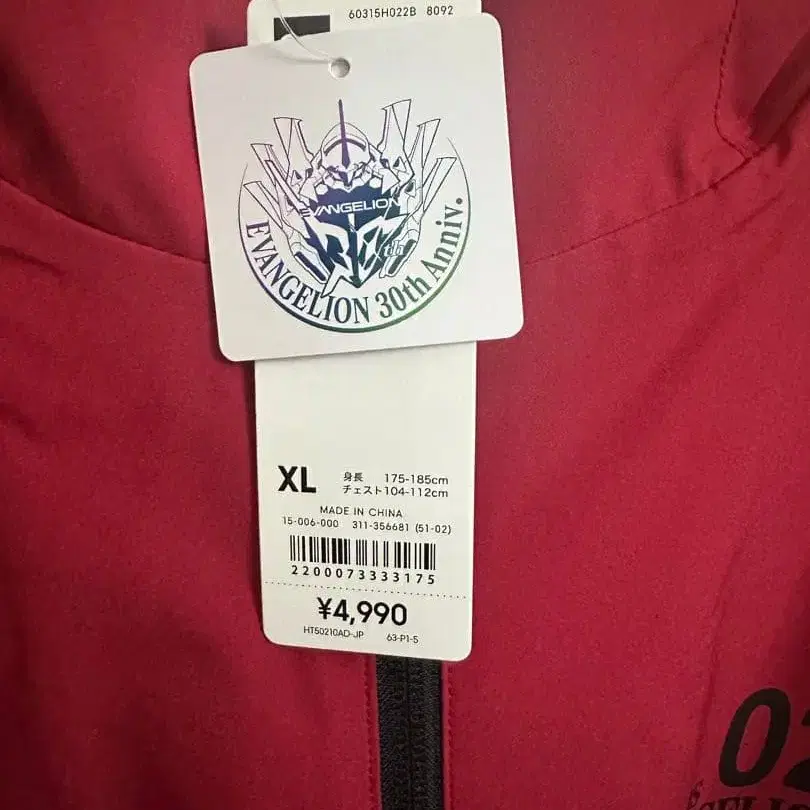 60315H022B 8092
EVANGELION
30th
EVANGELION 30th Anniv.
XL
身長 175-185cm
チェスト104-112cm
MADE IN CHINA
15-006-000 311-356681 (51-02)
2200073333175
¥4,990
HT50210AD-JP 63-P1-5
02